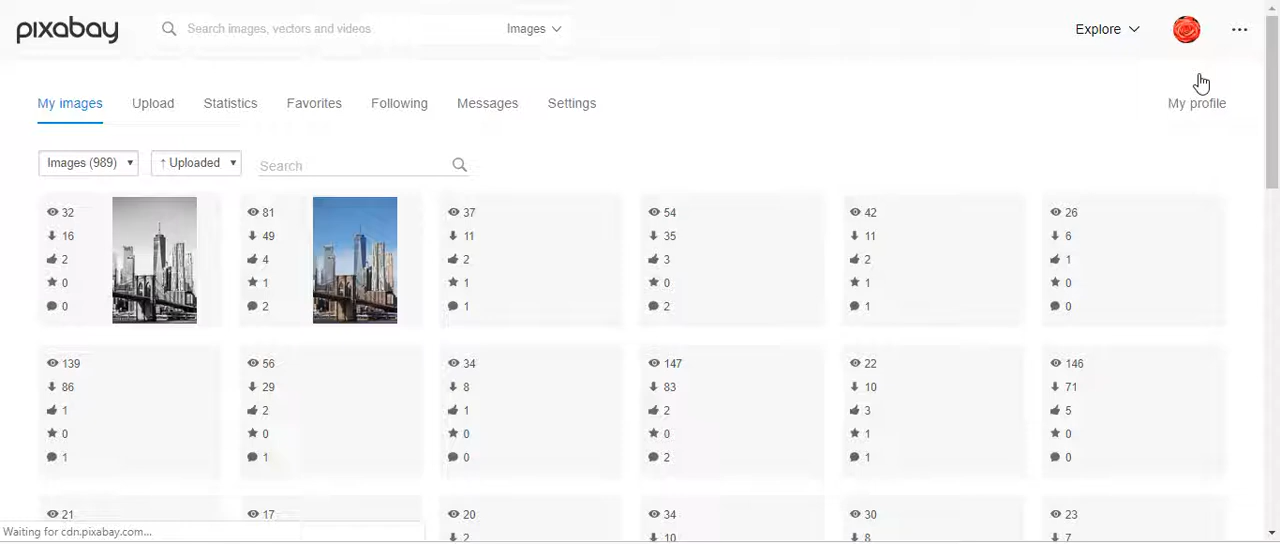 pixabay Search images, vectors and videos Images Explore
My images Upload Statistics Favorites Following Messages Settings My profile
Images (989) ↑ Uploaded Search
32 81 37 54 42 26
16 49 11 35 11 6
2 4 2 3 2 1
0 1 1 0 1 0
0 2 1 2 1 0
139 56 34 147 22 146
86 29 8 83 10 71
1 2 1 2 3 5
0 0 0 0 1 0
1 1 0 2 1 0
21 17 20 34 30 23
2 10 8 7
Waiting for cdn.pixabay.com...